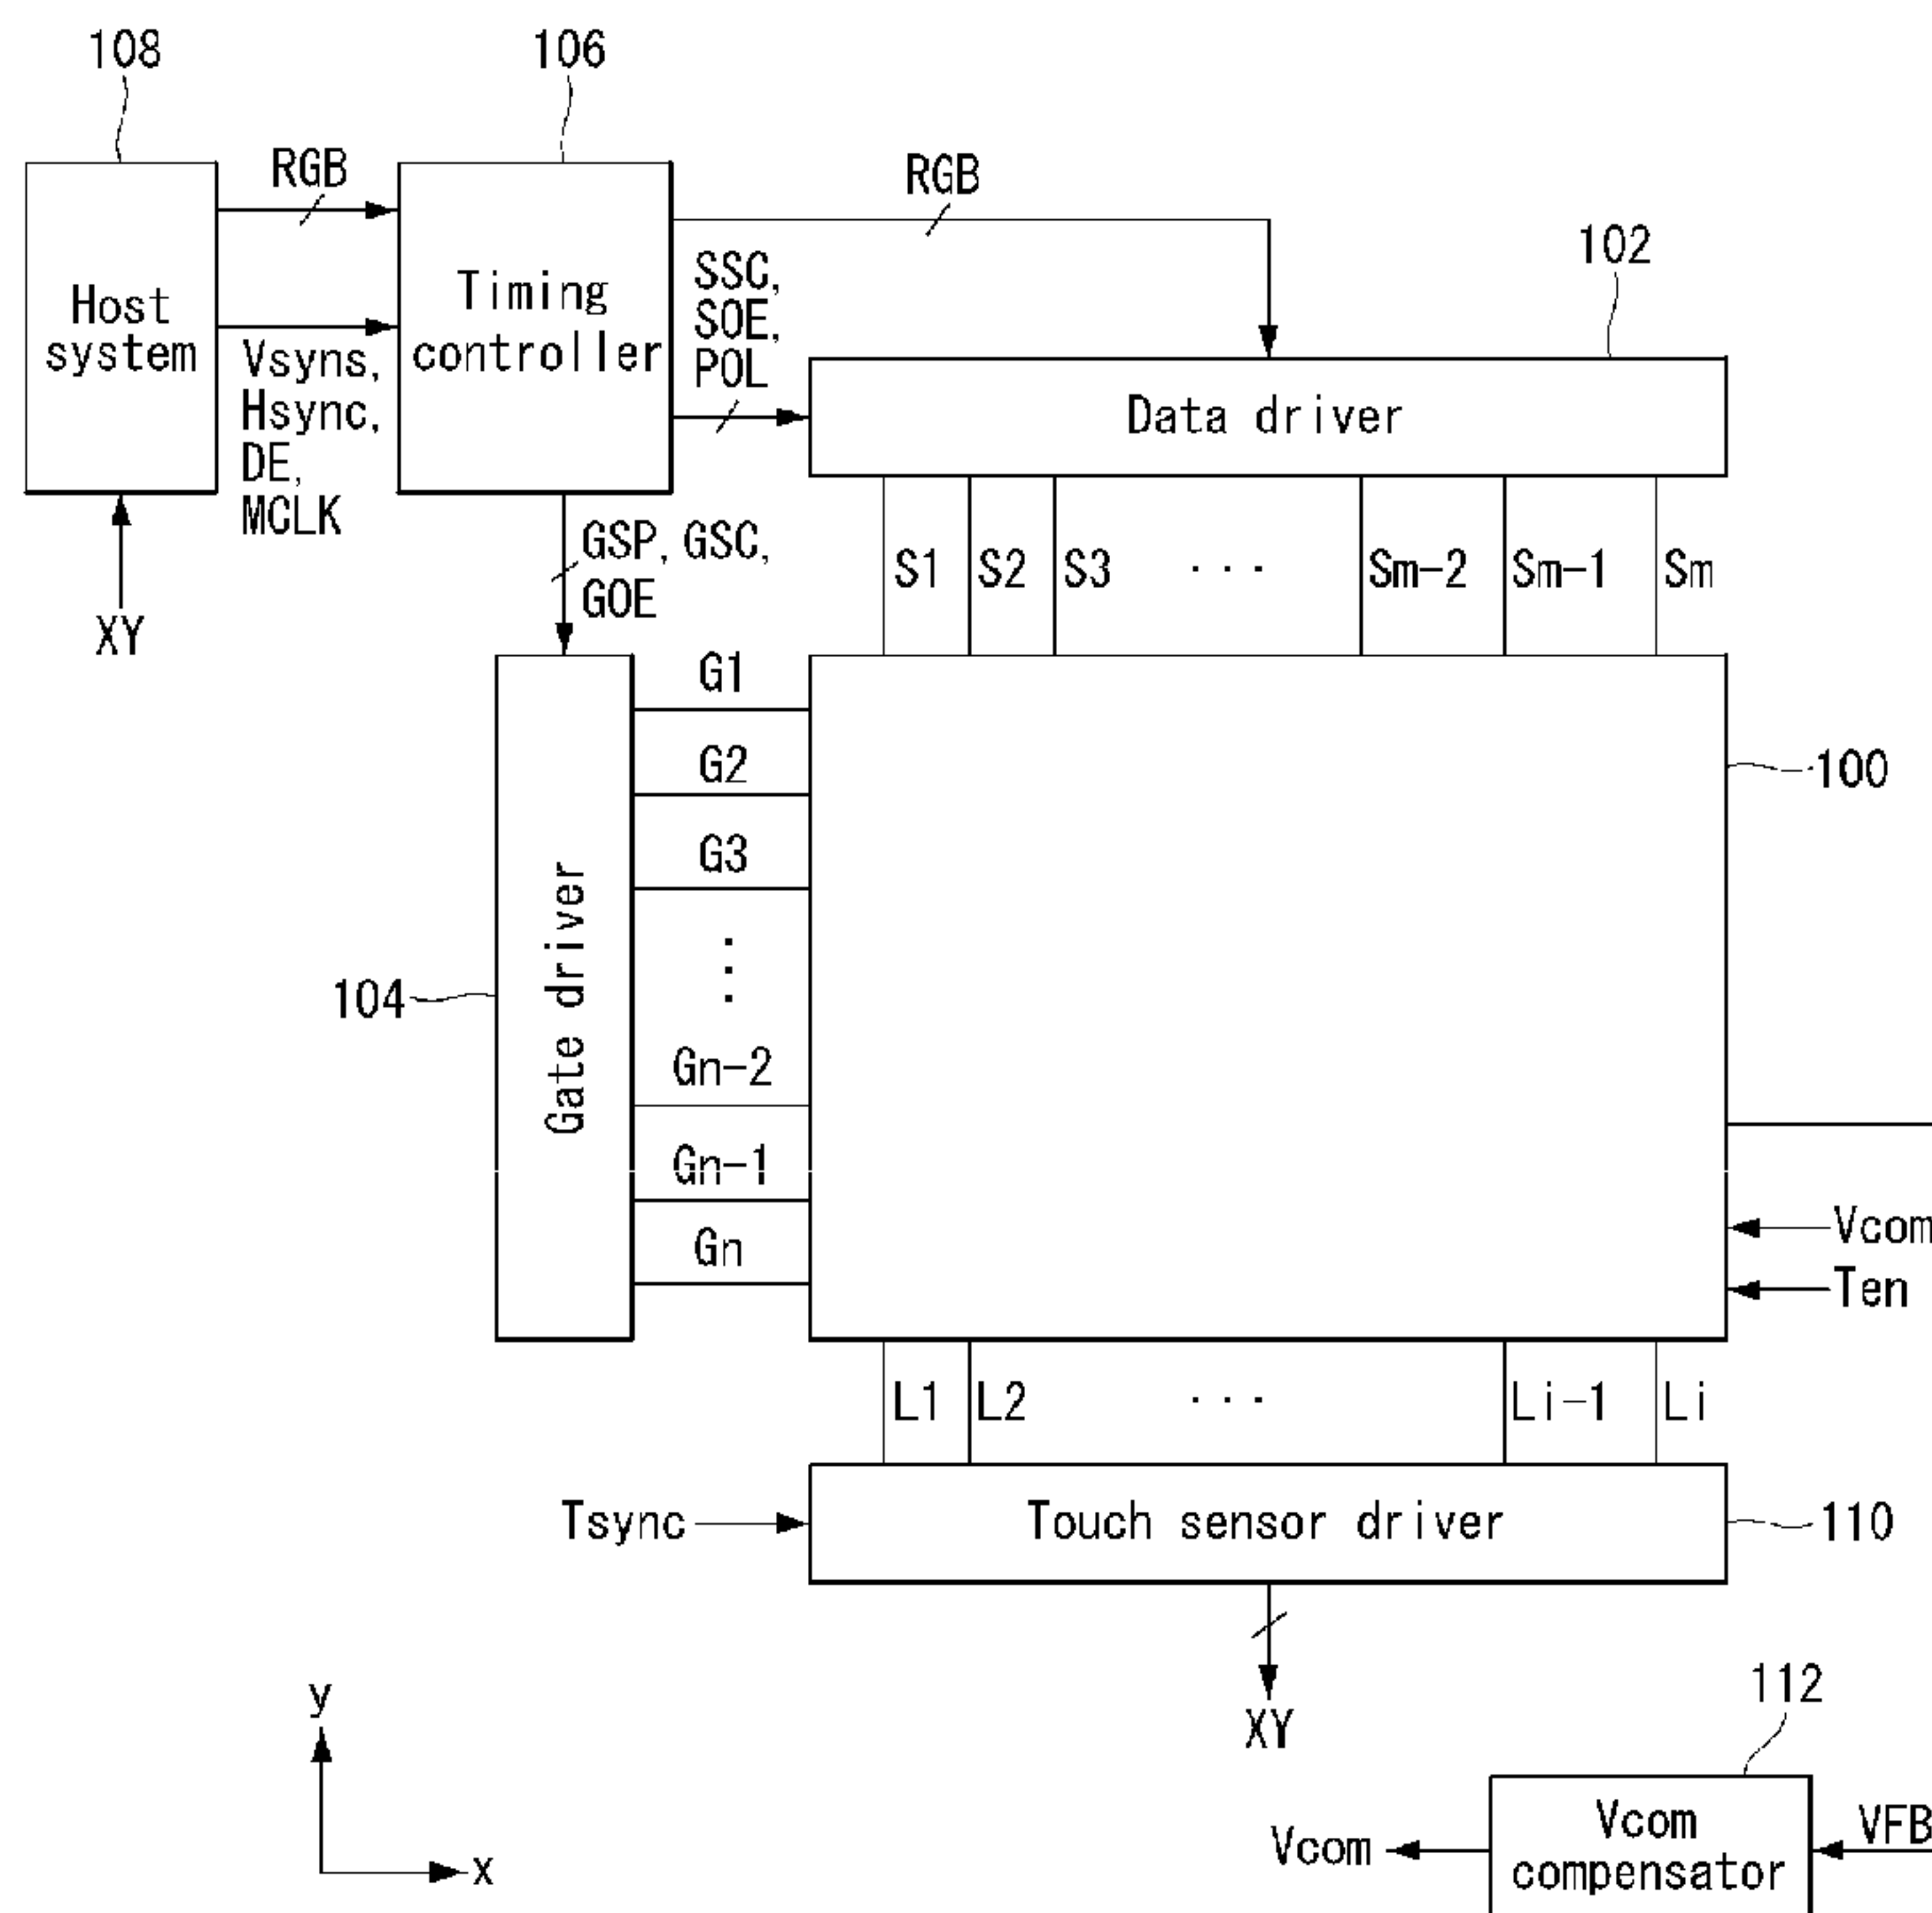 108
106
RGB
RGB
102
Host
system
Timing
controller
SSC,
SOE,
POL
Vsyns,
Hsync,
DE,
MCLK
Data driver
XY
GSP, GSC,
GOE
S1 S2 S3 ··· Sm-2 Sm-1 Sm
G1
G2
G3
Gate driver
104
Gn-2
Gn-1
Gn
100
Vcom
Ten
L1 L2 ··· Li-1 Li
Tsync
Touch sensor driver
110
XY
112
y
x
Vcom
Vcom
compensator
VFB